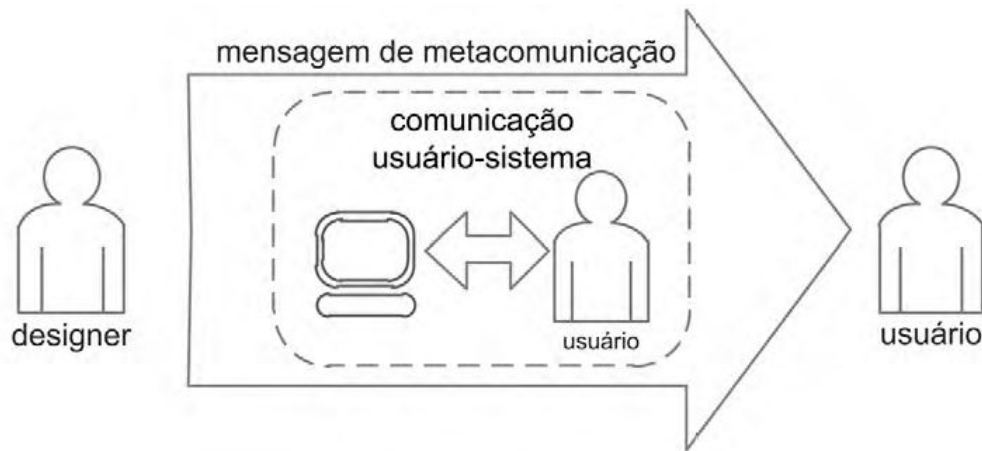 mensagem de metacomunicação
comunicação
usuário-sistema
usuário
designer
usuário